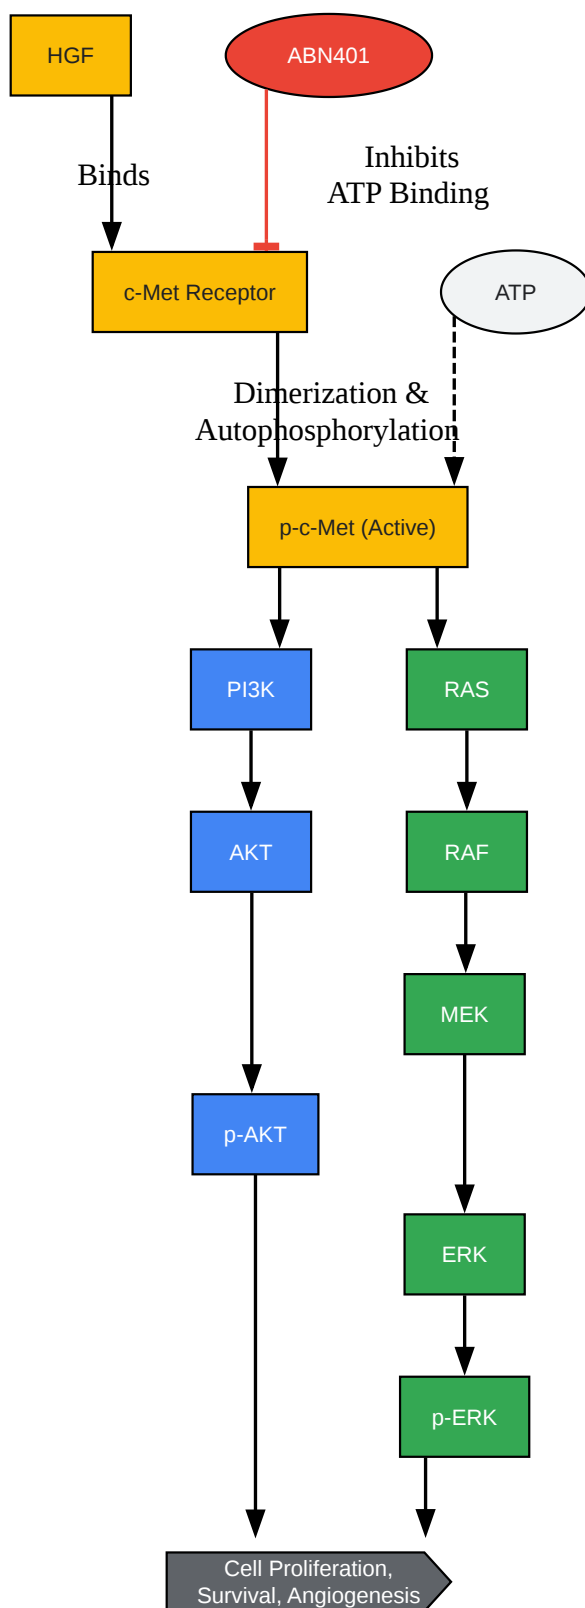 HGF
ABN401
Binds
Inhibits
ATP Binding
c-Met Receptor
ATP
Dimerization &
Autophosphorylation
p-c-Met (Active)
PI3K
RAS
AKT
RAF
MEK
p-AKT
ERK
p-ERK
Cell Proliferation,
Survival, Angiogenesis